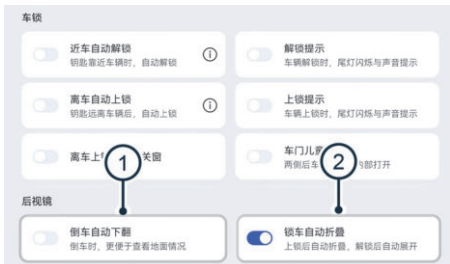 车锁
近车自动解锁
钥匙靠近车辆时，自动解锁
解锁提示
车辆解锁时，尾灯闪烁与声音提示
离车自动上锁
钥匙远离车辆后，自动上锁
上锁提示
车辆上锁时，尾灯闪烁与声音提示
离车上 关窗
车门儿
两侧后车 部打开
1
2
后视镜
倒车自动下翻
倒车时，更便于查看地面情况
锁车自动折叠
上锁后自动折叠，解锁后自动展开